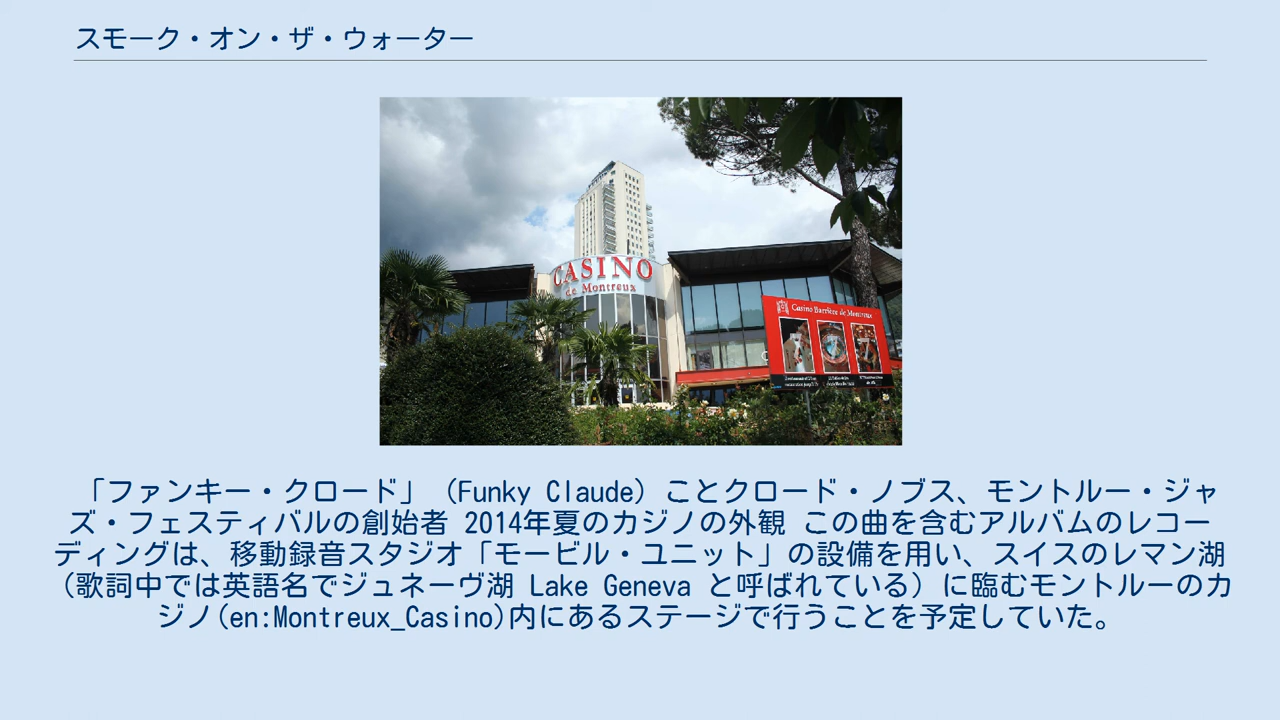 スモーク・オン・ザ・ウォーター
CASINO
de Montreux
Casino Barrière de Montreux
「ファンキー・クロード」（Funky Claude）ことクロード・ノブス、モントルー・ジャ
ズ・フェスティバルの創始者 2014年夏のカジノの外観 この曲を含むアルバムのレコー
ディングは、移動録音スタジオ「モービル・ユニット」の設備を用い、スイスのレマン湖
（歌詞中では英語名でジュネーヴ湖 Lake Geneva と呼ばれている）に臨むモントルーのカ
ジノ(en:Montreux_Casino)内にあるステージで行うことを予定していた。